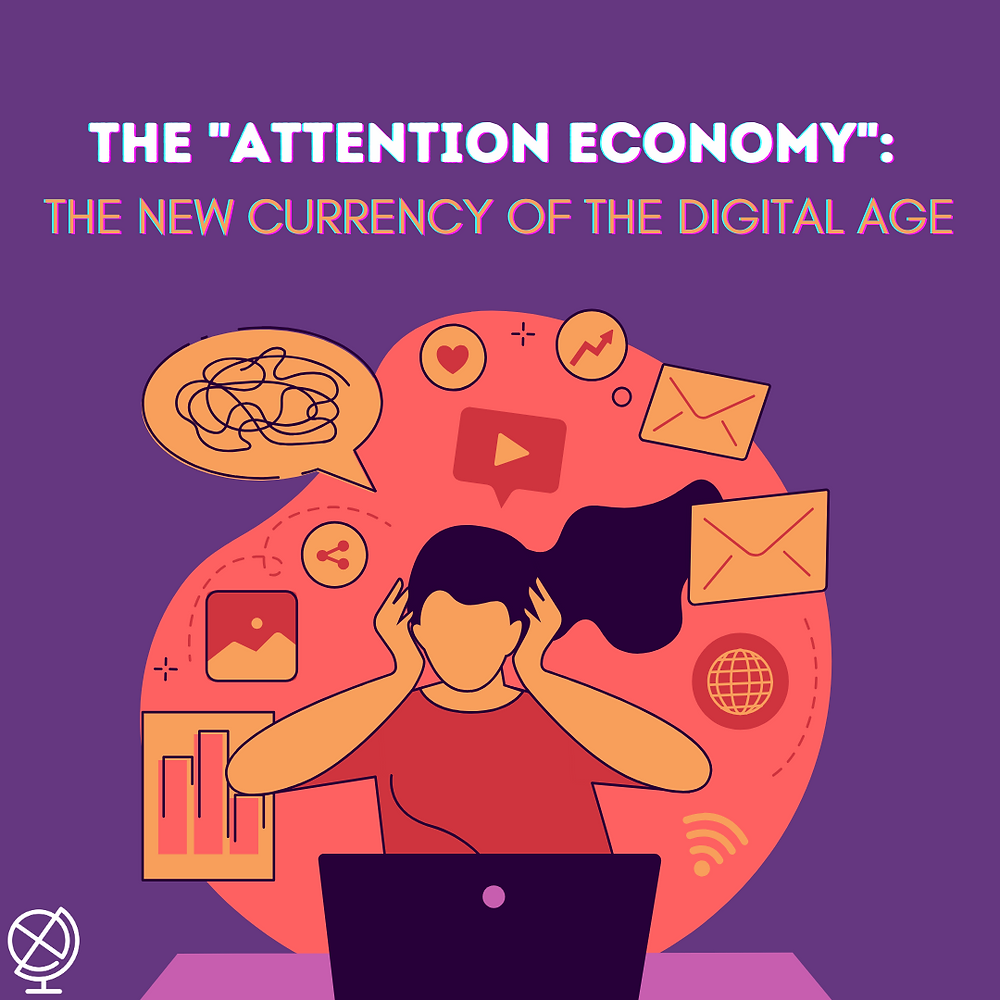 THE "ATTENTION ECONOMY":
THE NEW CURRENCY OF THE DIGITAL AGE